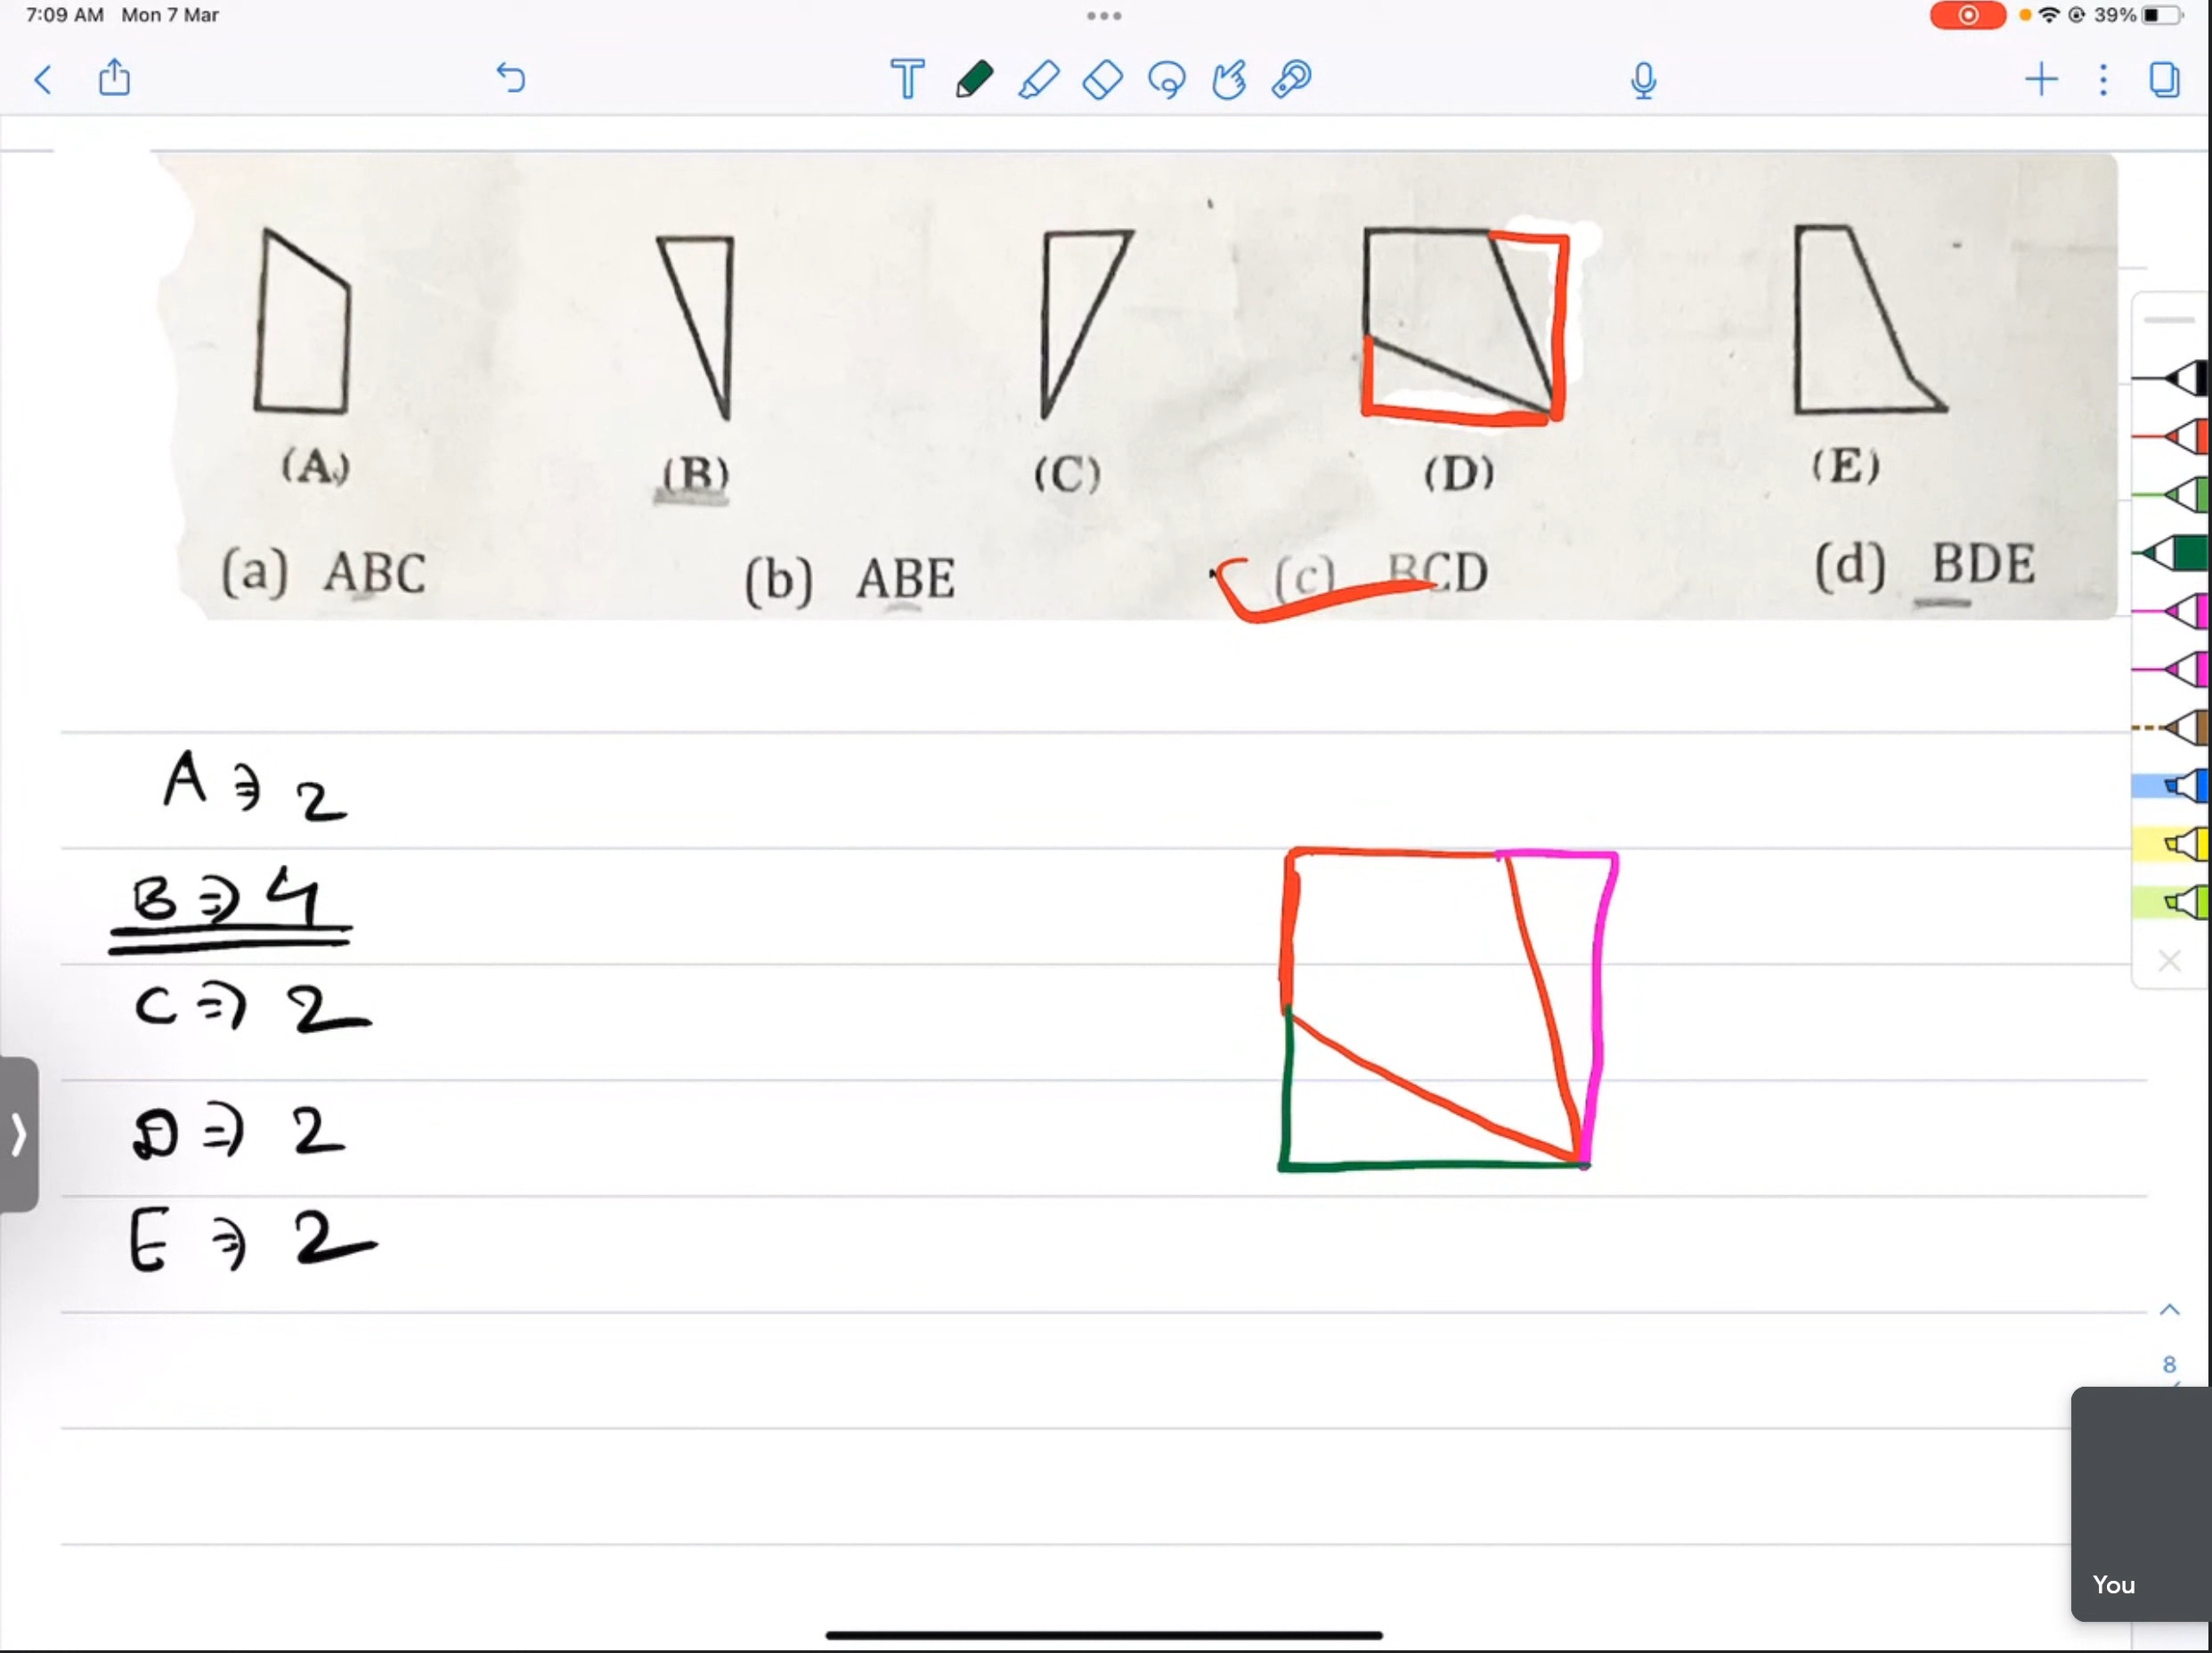 7:09 AM Mon 7 Mar
39%
T
(A) (B) (C) (D) (E)
(a) ABC (b) ABE (c) BCD (d) BDE
A ⇒ 2
B ⇒ 4
C ⇒ 2
D ⇒ 2
E ⇒ 2
8
You